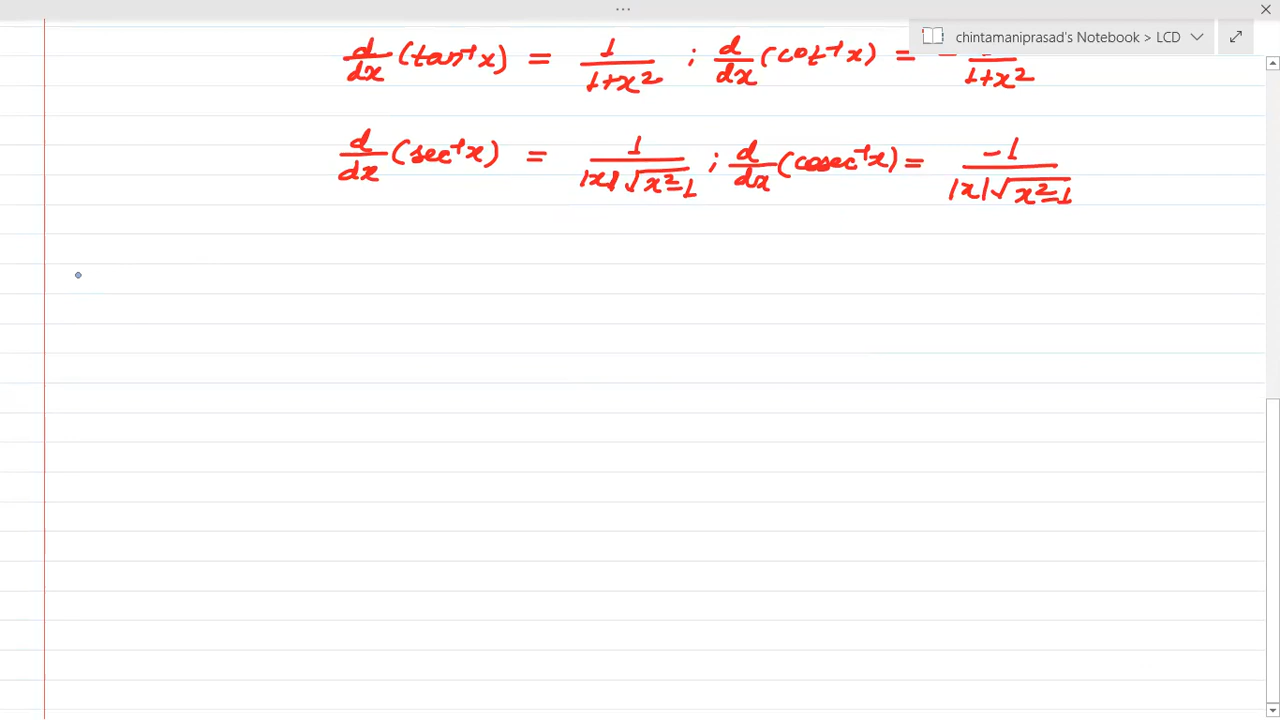 ...
chintamaniprasad's Notebook > LCD
d/dx (tan⁻¹x) = 1/(1+x²) ; d/dx (cot⁻¹x) = - 1/(1+x²)
d/dx (sec⁻¹x) = 1/(|x|√(x²-1)) ; d/dx (cosec⁻¹x) = -1/(|x|√(x²-1))